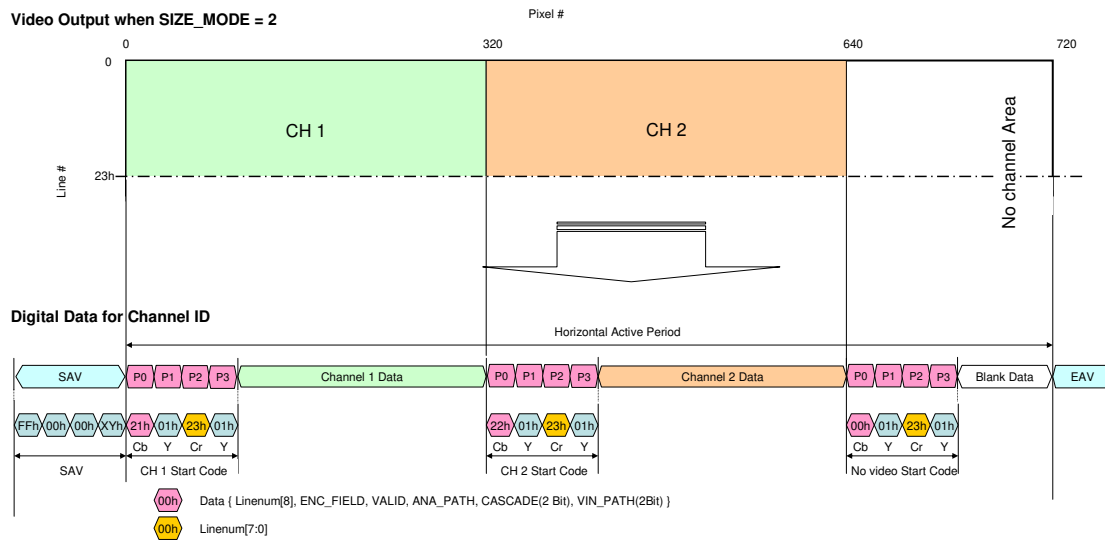 Video Output when SIZE_MODE = 2
Pixel #
0 320 640 720
0
CH 1 CH 2 No channel Area
Line #
23h
Digital Data for Channel ID
Horizontal Active Period
SAV P0 P1 P2 P3 Channel 1 Data P0 P1 P2 P3 Channel 2 Data P0 P1 P2 P3 Blank Data EAV
FFh 00h 00h XYh 21h 01h 23h 01h 22h 01h 23h 01h 00h 01h 23h 01h
Cb Y Cr Y Cb Y Cr Y Cb Y Cr Y
SAV CH 1 Start Code CH 2 Start Code No video Start Code
00h Data { Linenum[8], ENC_FIELD, VALID, ANA_PATH, CASCADE(2 Bit), VIN_PATH(2Bit) }
00h Linenum[7:0]